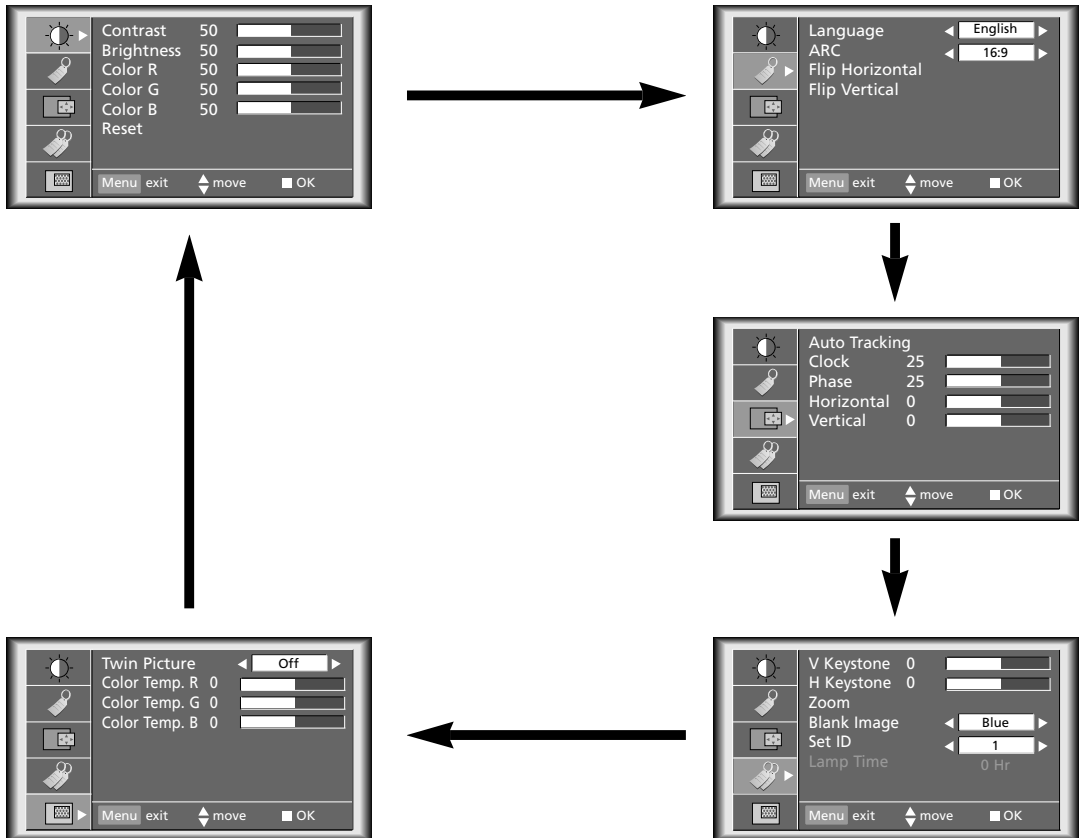 Contrast 50
Brightness 50
Color R 50
Color G 50
Color B 50
Reset
Menu exit move OK
Language English
ARC 16:9
Flip Horizontal
Flip Vertical
Menu exit move OK
Auto Tracking
Clock 25
Phase 25
Horizontal 0
Vertical 0
Menu exit move OK
V Keystone 0
H Keystone 0
Zoom
Blank Image Blue
Set ID 1
Lamp Time 0 Hr
Menu exit move OK
Twin Picture Off
Color Temp. R 0
Color Temp. G 0
Color Temp. B 0
Menu exit move OK